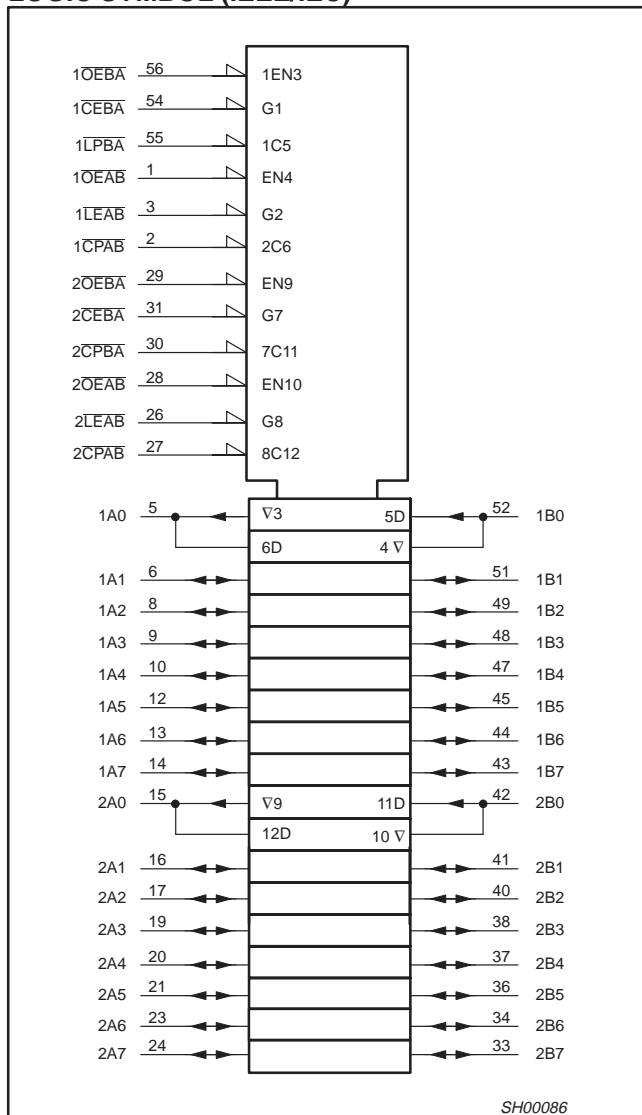 1OEBA 56 1EN3
1CEBA 54 G1
1LPBA 55 1C5
1OEAB 1 EN4
1LEAB 3 G2
1CPAB 2 2C6
2OEBA 29 EN9
2CEBA 31 G7
2CPBA 30 7C11
2OEAB 28 EN10
2LEAB 26 G8
2CPAB 27 8C12
1A0 5 ∇3 5D 52 1B0
6D 4 ∇
1A1 6 51 1B1
1A2 8 49 1B2
1A3 9 48 1B3
1A4 10 47 1B4
1A5 12 45 1B5
1A6 13 44 1B6
1A7 14 43 1B7
2A0 15 ∇9 11D 42 2B0
12D 10 ∇
2A1 16 41 2B1
2A2 17 40 2B2
2A3 19 38 2B3
2A4 20 37 2B4
2A5 21 36 2B5
2A6 23 34 2B6
2A7 24 33 2B7
SH00086